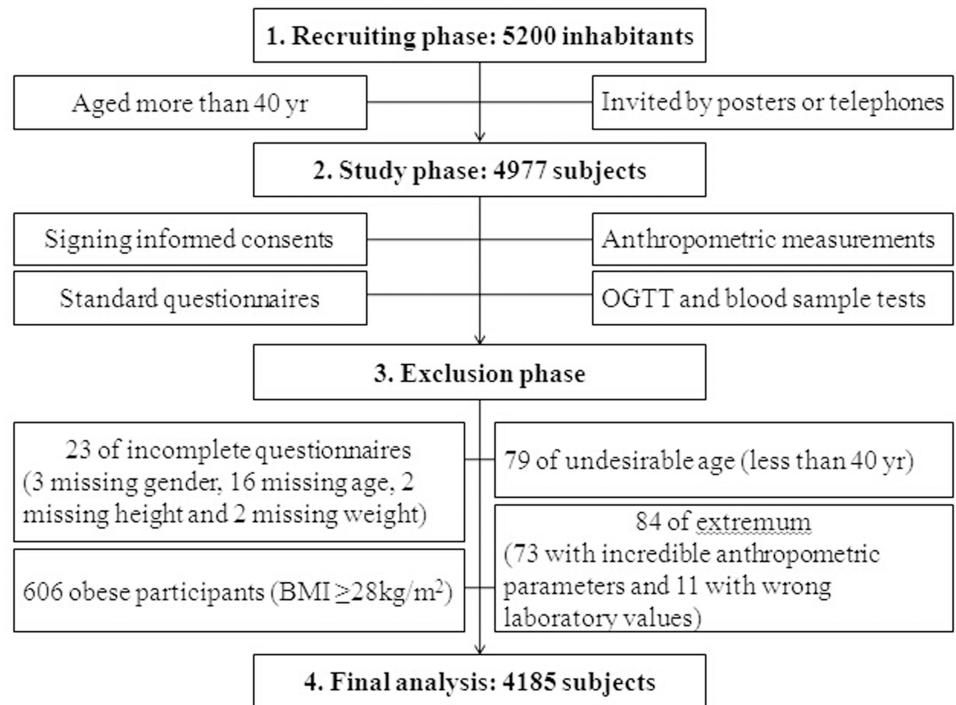 1. Recruiting phase: 5200 inhabitants
Aged more than 40 yr
Invited by posters or telephones
2. Study phase: 4977 subjects
Signing informed consents
Anthropometric measurements
Standard questionnaires
OGTT and blood sample tests
3. Exclusion phase
23 of incomplete questionnaires
(3 missing gender, 16 missing age, 2
missing height and 2 missing weight)
79 of undesirable age (less than 40 yr)
84 of extremum
(73 with incredible anthropometric
parameters and 11 with wrong
laboratory values)
606 obese participants (BMI ≥28kg/m²)
4. Final analysis: 4185 subjects